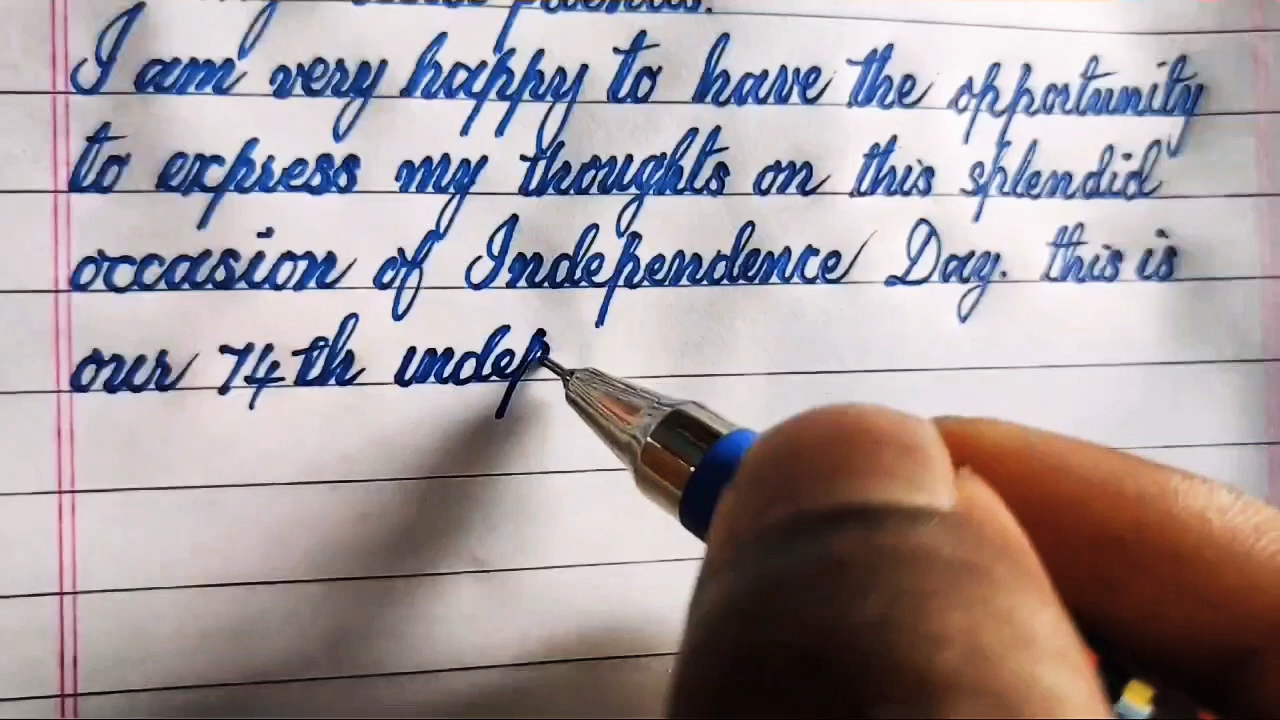 I am very happy to have the opportunity
to express my thoughts on this splendid
occasion of Independence Day. this is
our 74th indep